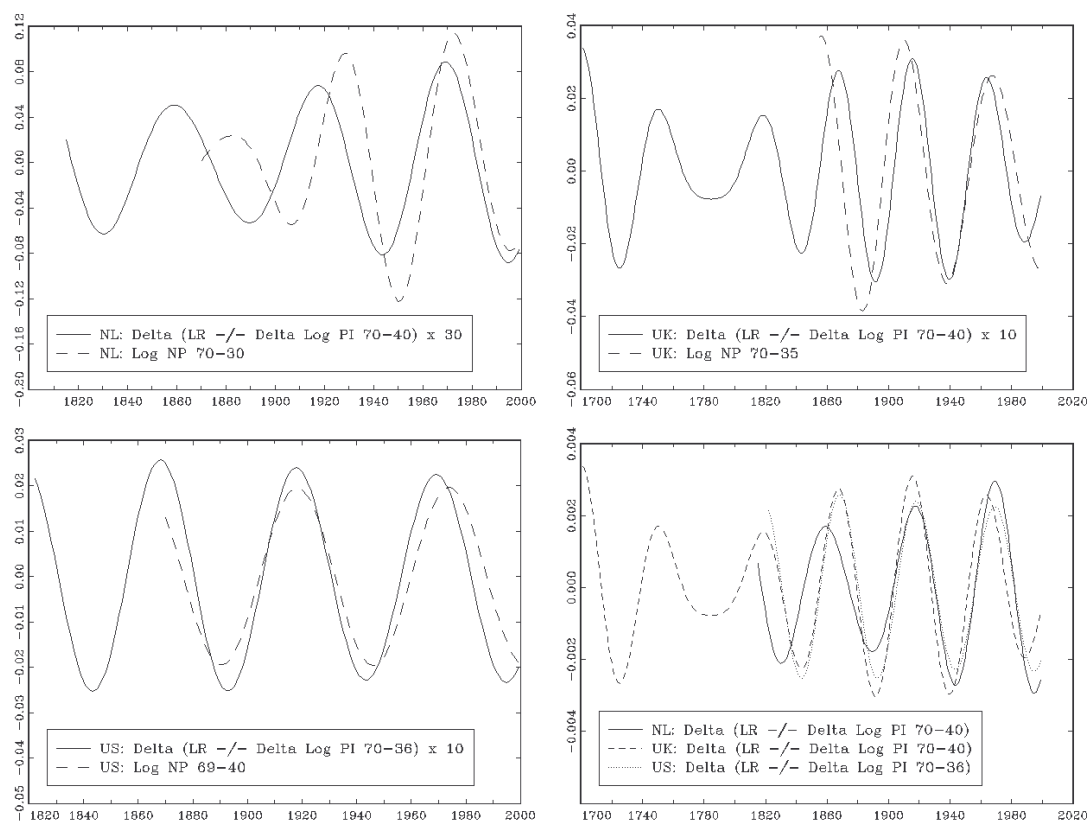 0.12
0.08
0.04
0.00
−0.04
−0.08
−0.12
−0.16
−0.20
NL: Delta (LR −/− Delta Log PI 70−40) x 30
NL: Log NP 70−30
1820 1840 1860 1880 1900 1920 1940 1960 1980 2000
0.04
0.02
0.00
−0.02
−0.04
−0.06
UK: Delta (LR −/− Delta Log PI 70−40) x 10
UK: Log NP 70−35
1700 1740 1780 1820 1860 1900 1940 1980 2020
0.03
0.02
0.01
−0.00
−0.01
−0.02
−0.03
−0.04
−0.05
US: Delta (LR −/− Delta Log PI 70−36) x 10
US: Log NP 69−40
1820 1840 1860 1880 1900 1920 1940 1960 1980 2000
0.004
0.002
0.000
−0.002
−0.004
NL: Delta (LR −/− Delta Log PI 70−40)
UK: Delta (LR −/− Delta Log PI 70−40)
US: Delta (LR −/− Delta Log PI 70−36)
1700 1740 1780 1820 1860 1900 1940 1980 2020